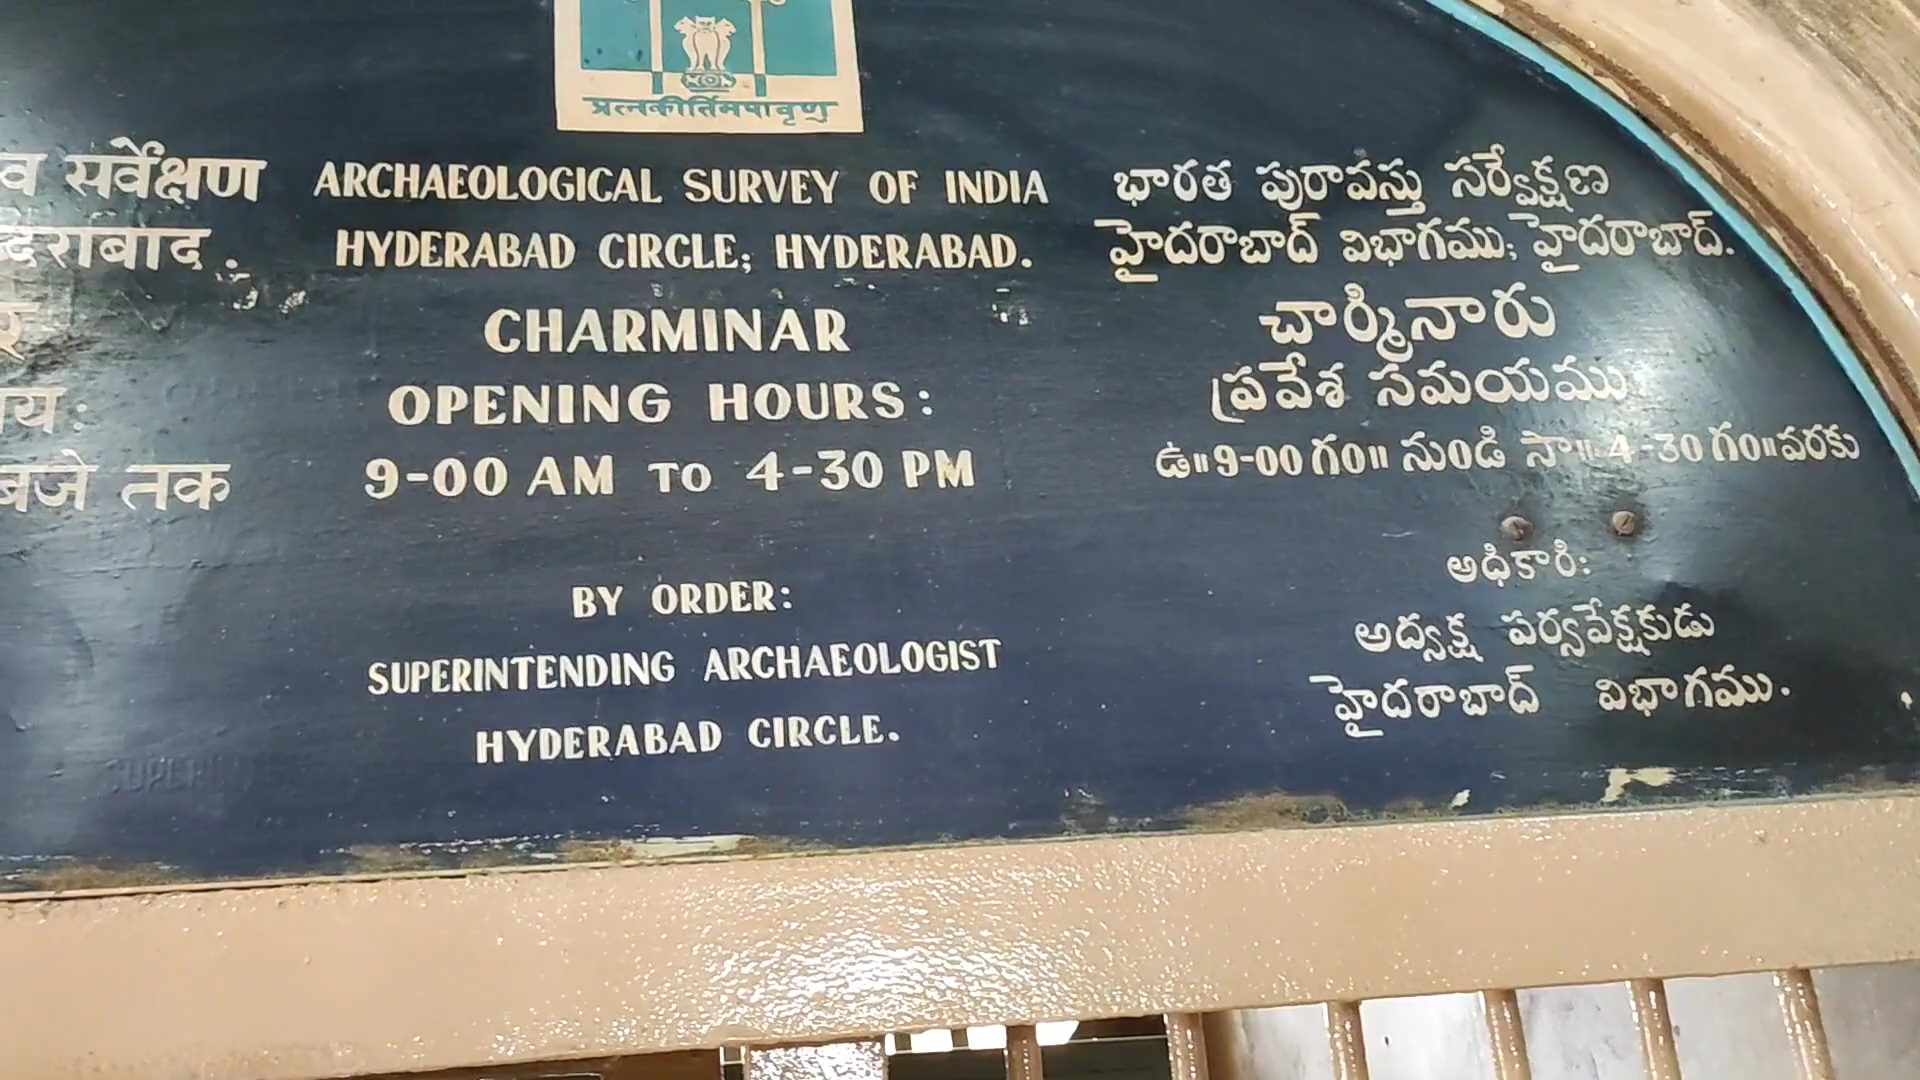 प्रत्नकीर्तिमपावृणु
व सर्वेक्षण
ARCHAEOLOGICAL SURVEY OF INDIA
భారత పురావస్తు సర్వేక్షణ
HYDERABAD CIRCLE; HYDERABAD.
హైదరాబాద్ విభాగము; హైదరాబాద్.
CHARMINAR
చార్మినారు
य:
OPENING HOURS:
ప్రవేశ సమయము
बजे तक
9-00 AM TO 4-30 PM
ఉ॥9-00 గం॥ నుండి సా॥ 4-30 గం॥వరకు
BY ORDER:
అధికారి:
SUPERINTENDING ARCHAEOLOGIST
అద్యక్ష పర్యవేక్షకుడు
HYDERABAD CIRCLE.
హైదరాబాద్ విభాగము.